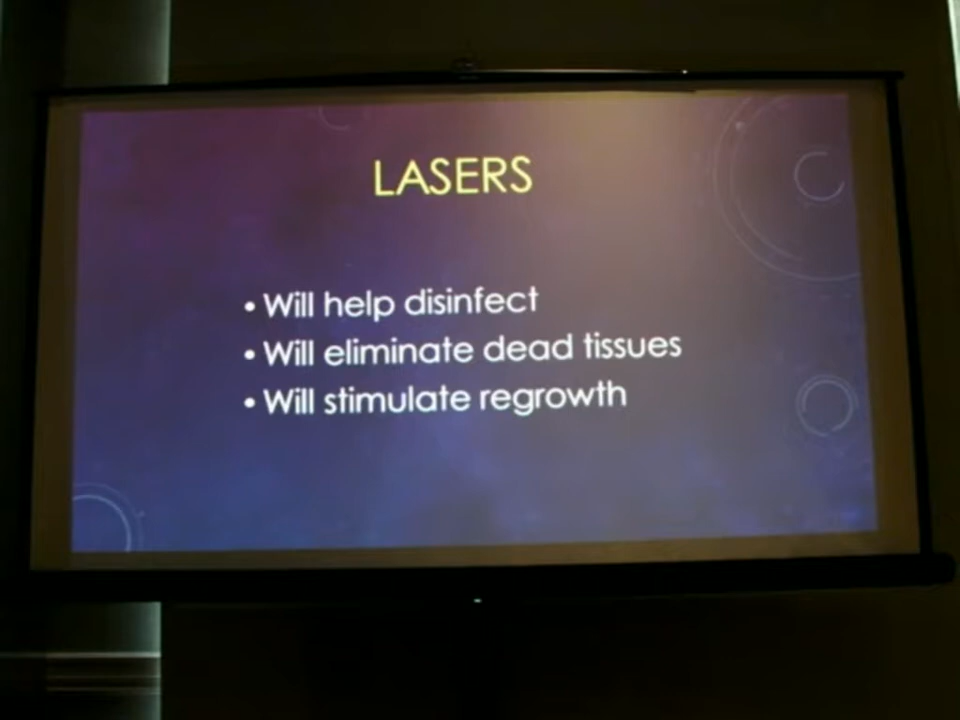 LASERS
• Will help disinfect
• Will eliminate dead tissues
• Will stimulate regrowth